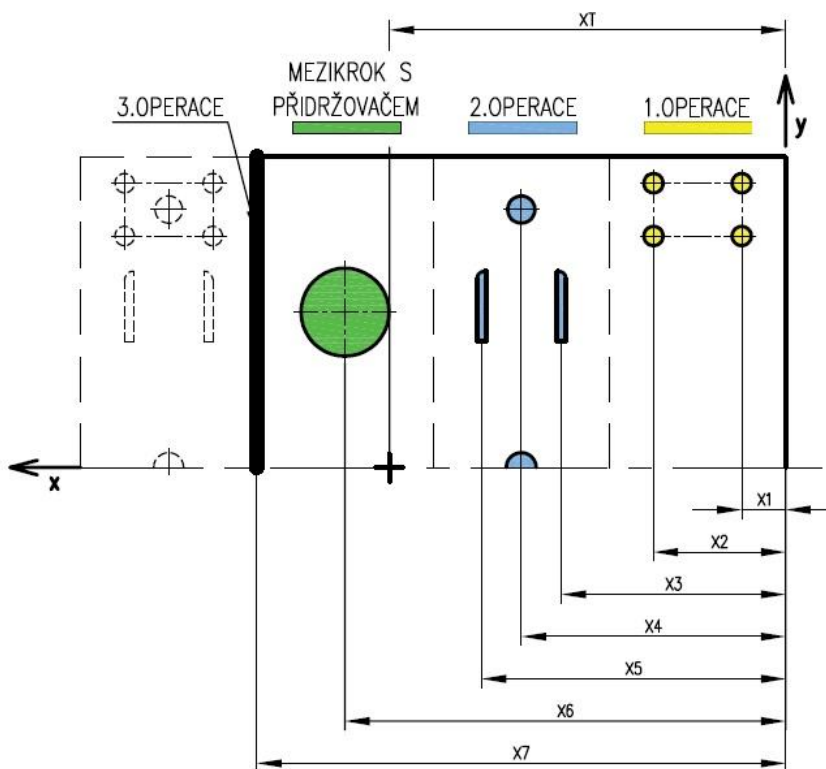 XT
MEZIKROK S
PŘIDRŽOVAČEM
3.OPERACE
2.OPERACE
1.OPERACE
y
x
X1
X2
X3
X4
X5
X6
X7